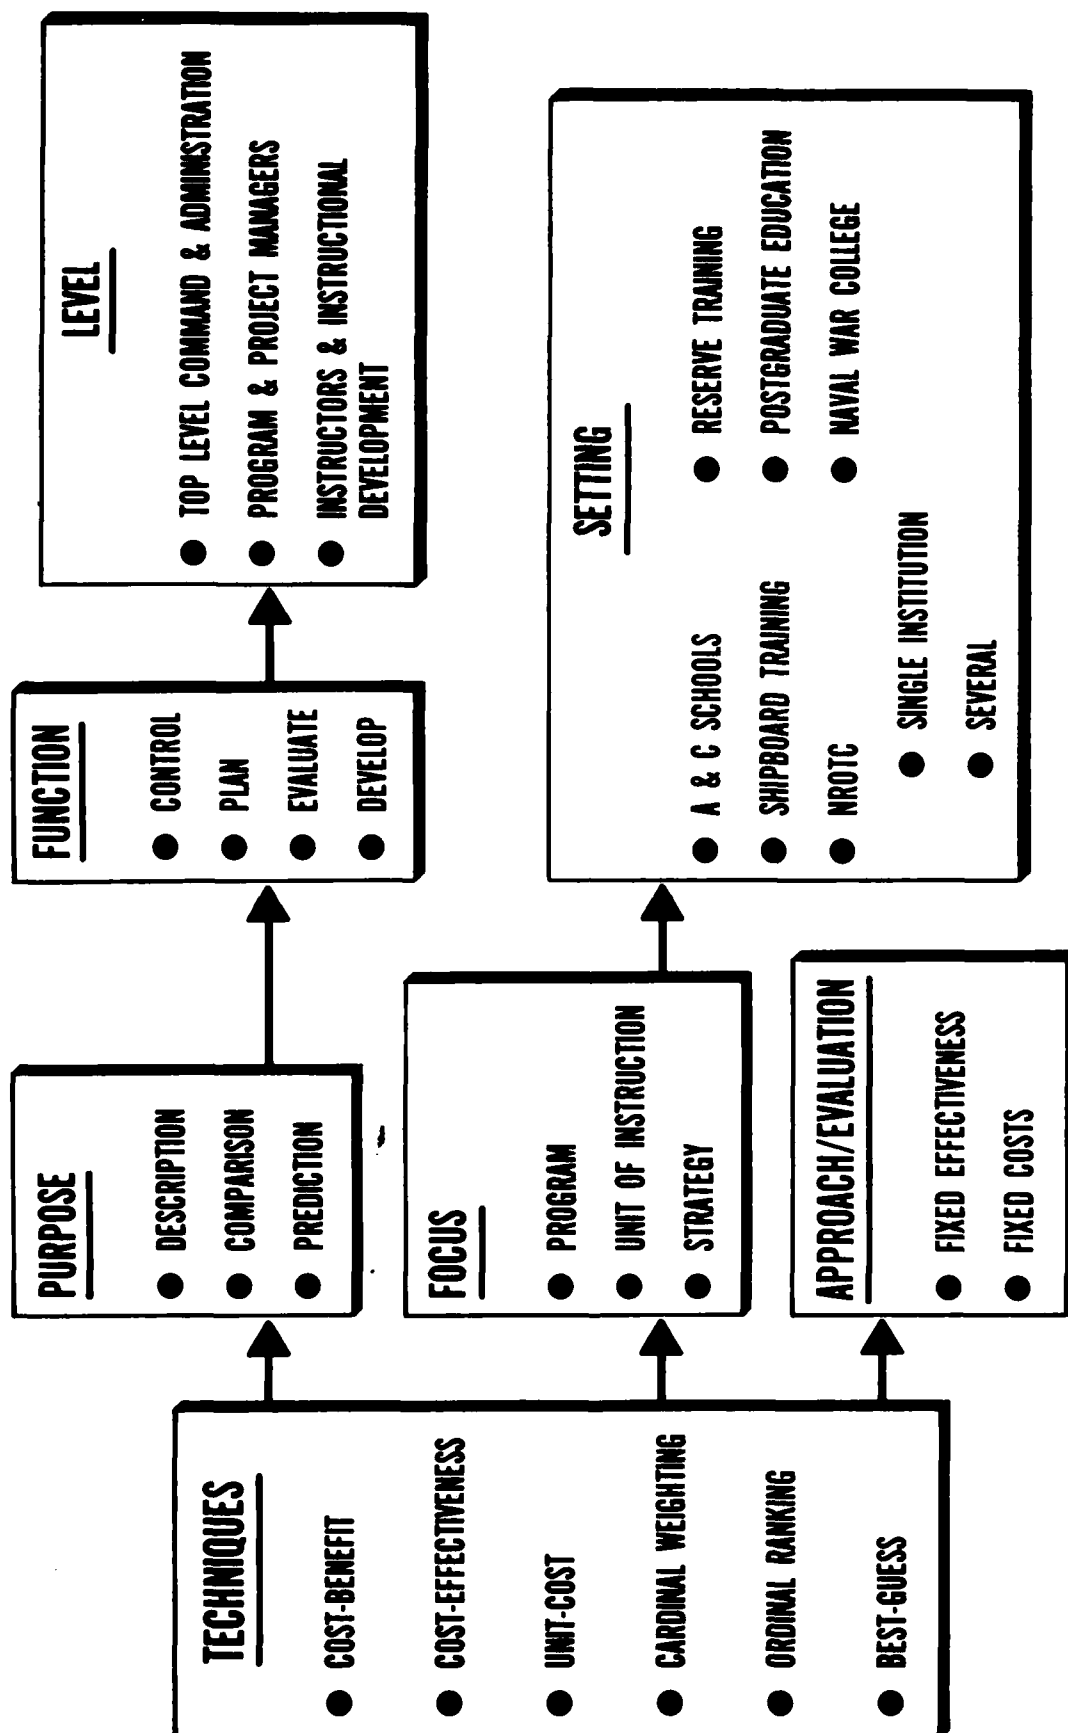 TECHNIQUES
COST-BENEFIT
COST-EFFECTIVENESS
UNIT-COST
CARDINAL WEIGHTING
ORDINAL RANKING
BEST-GUESS
PURPOSE
DESCRIPTION
COMPARISON
PREDICTION
FUNCTION
CONTROL
PLAN
EVALUATE
DEVELOP
LEVEL
TOP LEVEL COMMAND & ADMINISTRATION
PROGRAM & PROJECT MANAGERS
INSTRUCTORS & INSTRUCTIONAL
DEVELOPMENT
FOCUS
PROGRAM
UNIT OF INSTRUCTION
STRATEGY
SETTING
A & C SCHOOLS
SHIPBOARD TRAINING
NROTC
RESERVE TRAINING
POSTGRADUATE EDUCATION
NAVAL WAR COLLEGE
SINGLE INSTITUTION
SEVERAL
APPROACH/EVALUATION
FIXED EFFECTIVENESS
FIXED COSTS